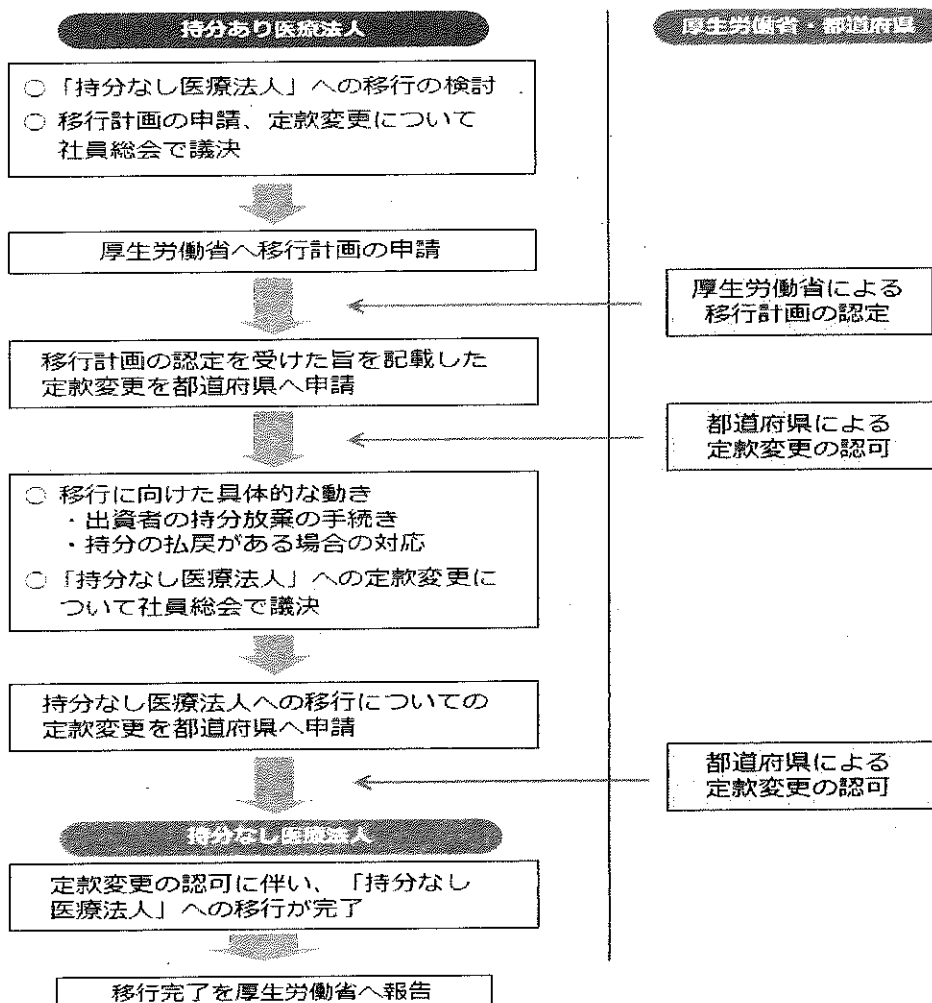 持分あり医療法人
厚生労働省・都道府県
○ 「持分なし医療法人」への移行の検討
○ 移行計画の申請、定款変更について
社員総会で議決
厚生労働省へ移行計画の申請
厚生労働省による
移行計画の認定
移行計画の認定を受けた旨を記載した
定款変更を都道府県へ申請
都道府県による
定款変更の認可
○ 移行に向けた具体的な動き
・出資者の持分放棄の手続き
・持分の払戻がある場合の対応
○ 「持分なし医療法人」への定款変更に
ついて社員総会で議決
持分なし医療法人への移行についての
定款変更を都道府県へ申請
都道府県による
定款変更の認可
持分なし医療法人
定款変更の認可に伴い、「持分なし
医療法人」への移行が完了
移行完了を厚生労働省へ報告